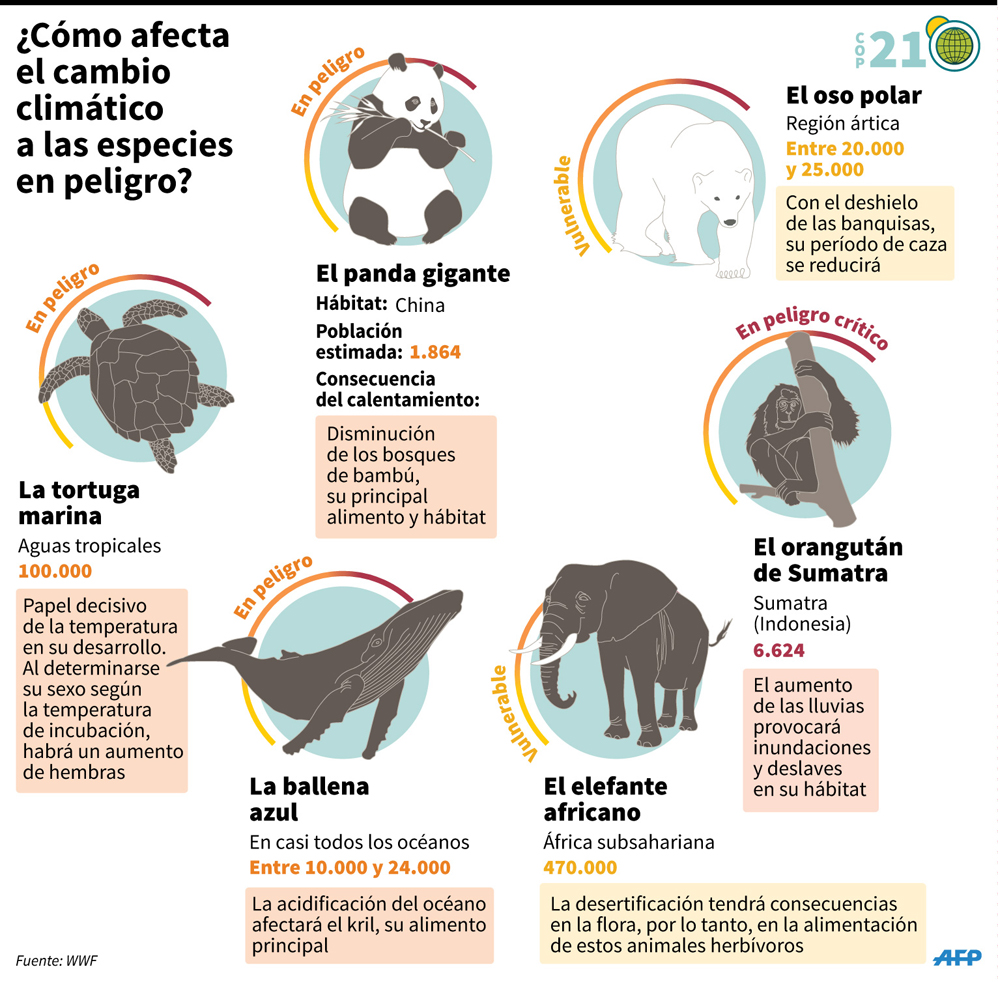 ¿Cómo afecta
el cambio
climático
a las especies
en peligro?
COP
21
En peligro
El panda gigante
Hábitat: China
Población
estimada: 1.864
Consecuencia
del calentamiento:
Disminución
de los bosques
de bambú,
su principal
alimento y hábitat
Vulnerable
El oso polar
Región ártica
Entre 20.000
y 25.000
Con el deshielo
de las banquisas,
su período de caza
se reducirá
En peligro
La tortuga
marina
Aguas tropicales
100.000
Papel decisivo
de la temperatura
en su desarrollo.
Al determinarse
su sexo según
la temperatura
de incubación,
habrá un aumento
de hembras
En peligro crítico
El orangután
de Sumatra
Sumatra
(Indonesia)
6.624
El aumento
de las lluvias
provocará
inundaciones
y deslaves
en su hábitat
En peligro
La ballena
azul
En casi todos los océanos
Entre 10.000 y 24.000
La acidificación del océano
afectará el kril, su alimento
principal
Vulnerable
El elefante
africano
África subsahariana
470.000
La desertificación tendrá consecuencias
en la flora, por lo tanto, en la alimentación
de estos animales herbívoros
Fuente: WWF
AFP